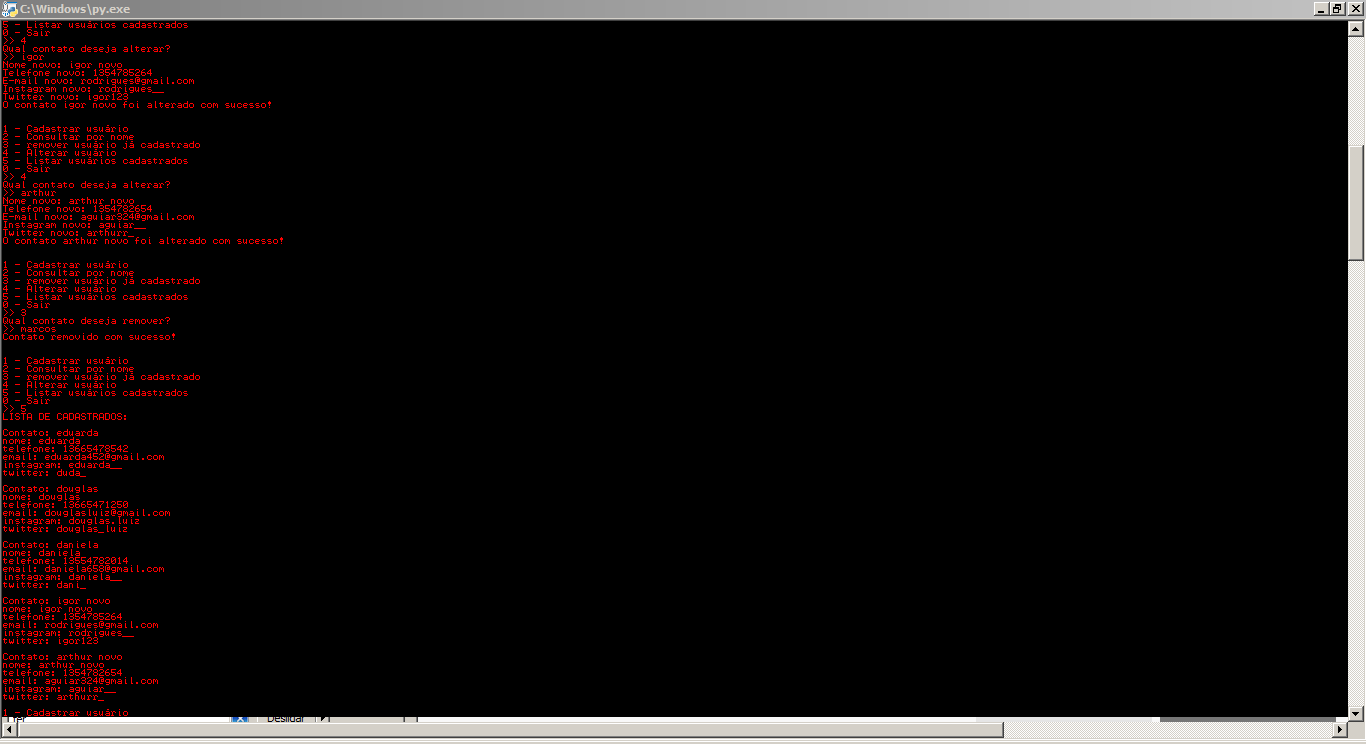 C:\Windows\py.exe
5 - Listar usuários cadastrados
0 - Sair
>> 4
Qual contato deseja alterar?
>> igor
Nome novo: igor novo
Telefone novo: 1354785264
E-mail novo: rodrigues@gmail.com
Instagram novo: rodrigues__
Twitter novo: igor123
O contato igor novo foi alterado com sucesso!
1 - Cadastrar usuário
2 - Consultar por nome
3 - remover usuário já cadastrado
4 - Alterar usuário
5 - Listar usuários cadastrados
0 - Sair
>> 4
Qual contato deseja alterar?
>> arthur
Nome novo: arthur novo
Telefone novo: 1354782654
E-mail novo: aguiar324@gmail.com
Instagram novo: aguiar__
Twitter novo: arthurr_
O contato arthur novo foi alterado com sucesso!
1 - Cadastrar usuário
2 - Consultar por nome
3 - remover usuário já cadastrado
4 - Alterar usuário
5 - Listar usuários cadastrados
0 - Sair
>> 3
Qual contato deseja remover?
>> marcos
Contato removido com sucesso!
1 - Cadastrar usuário
2 - Consultar por nome
3 - remover usuário já cadastrado
4 - Alterar usuário
5 - Listar usuários cadastrados
0 - Sair
>> 5
LISTA DE CADASTRADOS:
Contato: eduarda
nome: eduarda
telefone: 13665478542
email: eduarda452@gmail.com
instagram: eduarda__
twitter: duda_
Contato: douglas
nome: douglas
telefone: 13665471250
email: douglasluiz@gmail.com
instagram: douglas.luiz
twitter: douglas_luiz
Contato: daniela
nome: daniela
telefone: 13554782014
email: daniela658@gmail.com
instagram: daniela__
twitter: dani_
Contato: igor novo
nome: igor novo
telefone: 1354785264
email: rodrigues@gmail.com
instagram: rodrigues__
twitter: igor123
Contato: arthur novo
nome: arthur novo
telefone: 1354782654
email: aguiar324@gmail.com
instagram: aguiar__
twitter: arthurr_
1 - Cadastrar usuário
Desligar